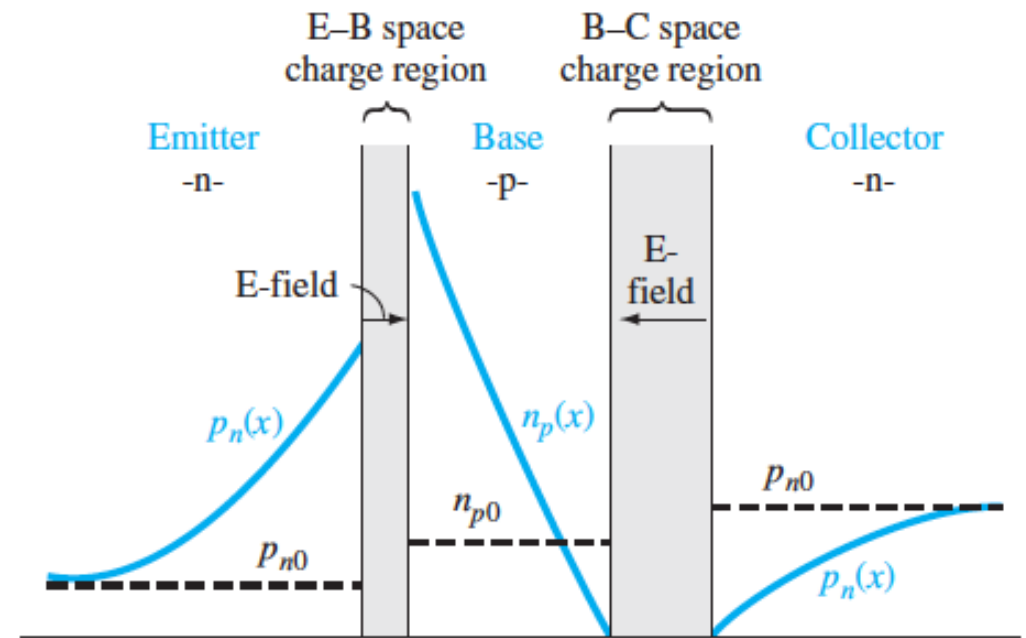 E–B space
charge region
B–C space
charge region
Emitter
-n-
Base
-p-
Collector
-n-
E-field
E-
field
pₙ(x)
nₚ(x)
pₙ₀
nₚ₀
pₙ₀
pₙ(x)